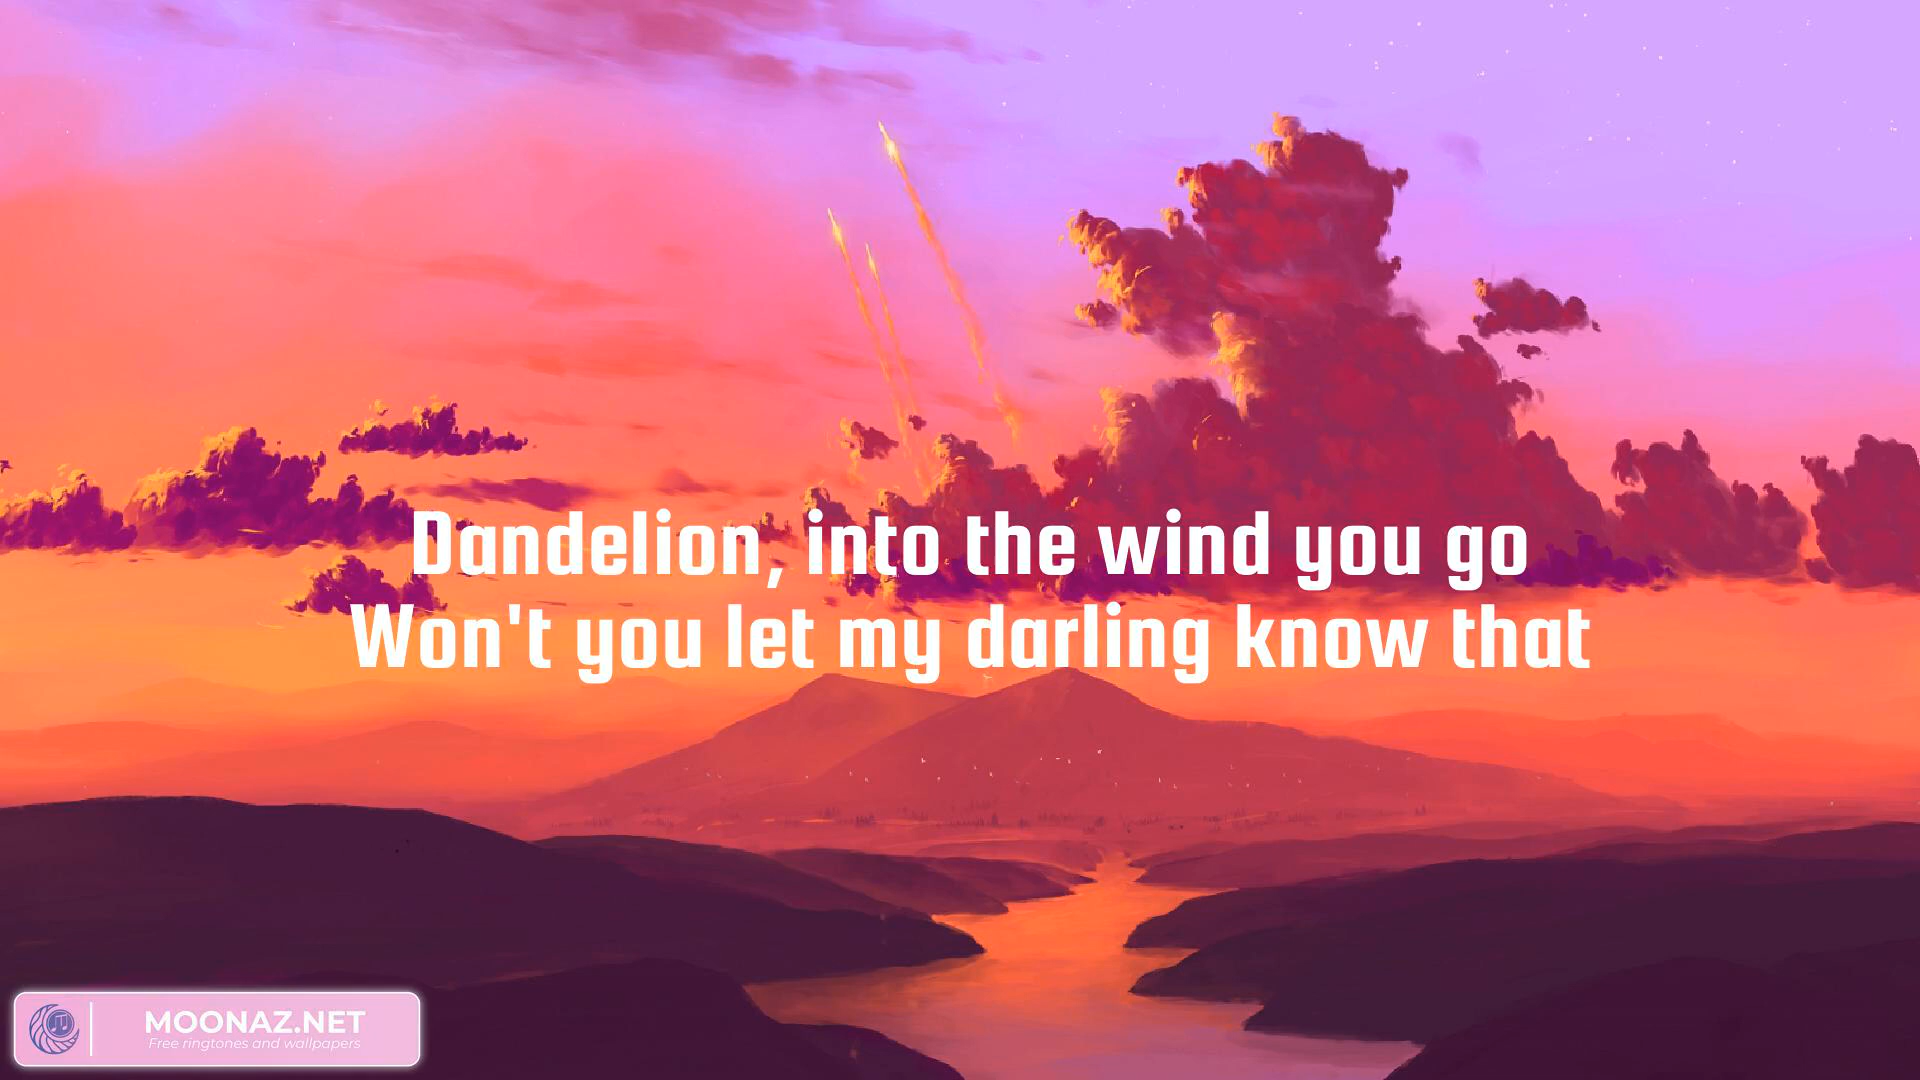 Dandelion, into the wind you go
Won't you let my darling know that
MOONAZ.NET
Free ringtones and wallpapers